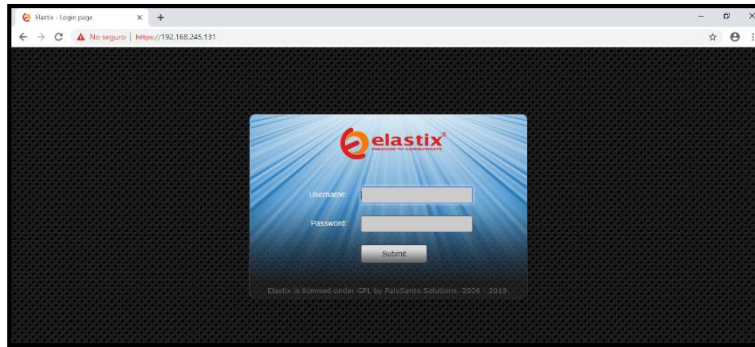 Elastix - Login page
No seguro | https://192.168.245.131
elastix®
FREEDOM TO COMMUNICATE
Username:
Password:
Submit
Elastix is licensed under GPL by PaloSanto Solutions. 2006 - 2019.